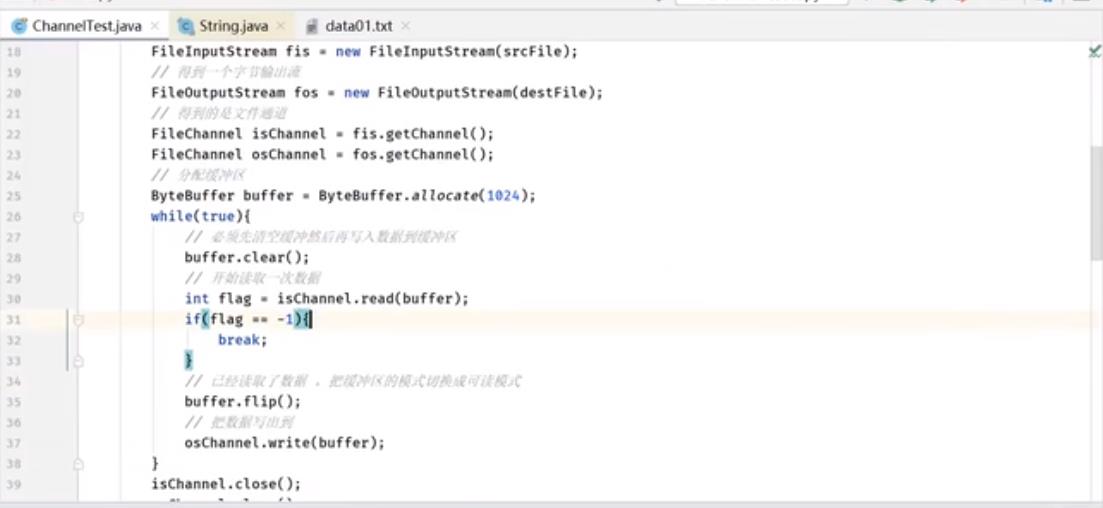 ChannelTest.java × String.java × data01.txt ×
18 FileInputStream fis = new FileInputStream(srcFile);
19 // 得到一个字节输出流
20 FileOutputStream fos = new FileOutputStream(destFile);
21 // 得到的是文件通道
22 FileChannel isChannel = fis.getChannel();
23 FileChannel osChannel = fos.getChannel();
24 // 分配缓冲区
25 ByteBuffer buffer = ByteBuffer.allocate(1024);
26 while(true){
27 // 必须先清空缓冲然后再写入数据到缓冲区
28 buffer.clear();
29 // 开始读取一次数据
30 int flag = isChannel.read(buffer);
31 if(flag == -1){
32 break;
33 }
34 // 已经读取了数据 ，把缓冲区的模式切换成可读模式
35 buffer.flip();
36 // 把数据写出到
37 osChannel.write(buffer);
38 }
39 isChannel.close();